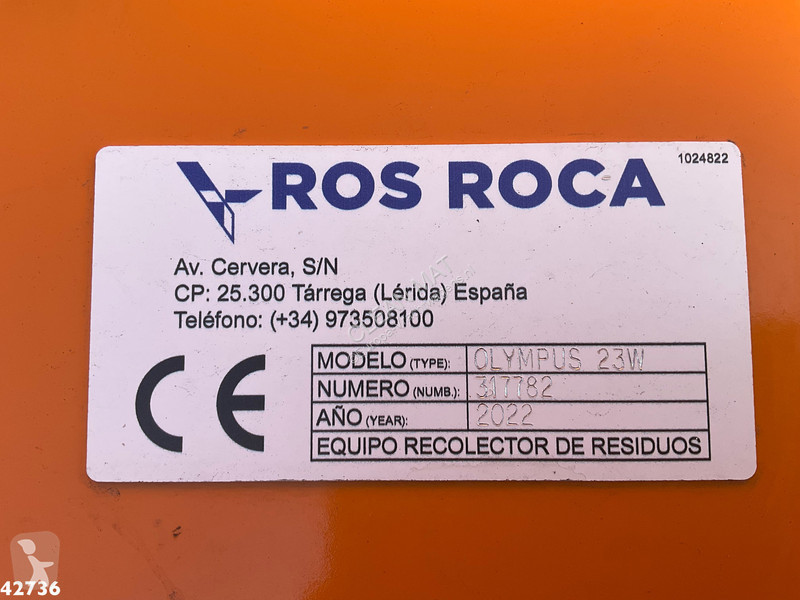 ROS ROCA
1024822
Av. Cervera, S/N
CP: 25.300 Tárrega (Lérida) España
Teléfono: (+34) 973508100
CE
MODELO (TYPE): OLYMPUS 23W
NUMERO (NUMB.): 317782
AÑO (YEAR): 2022
EQUIPO RECOLECTOR DE RESIDUOS
42736